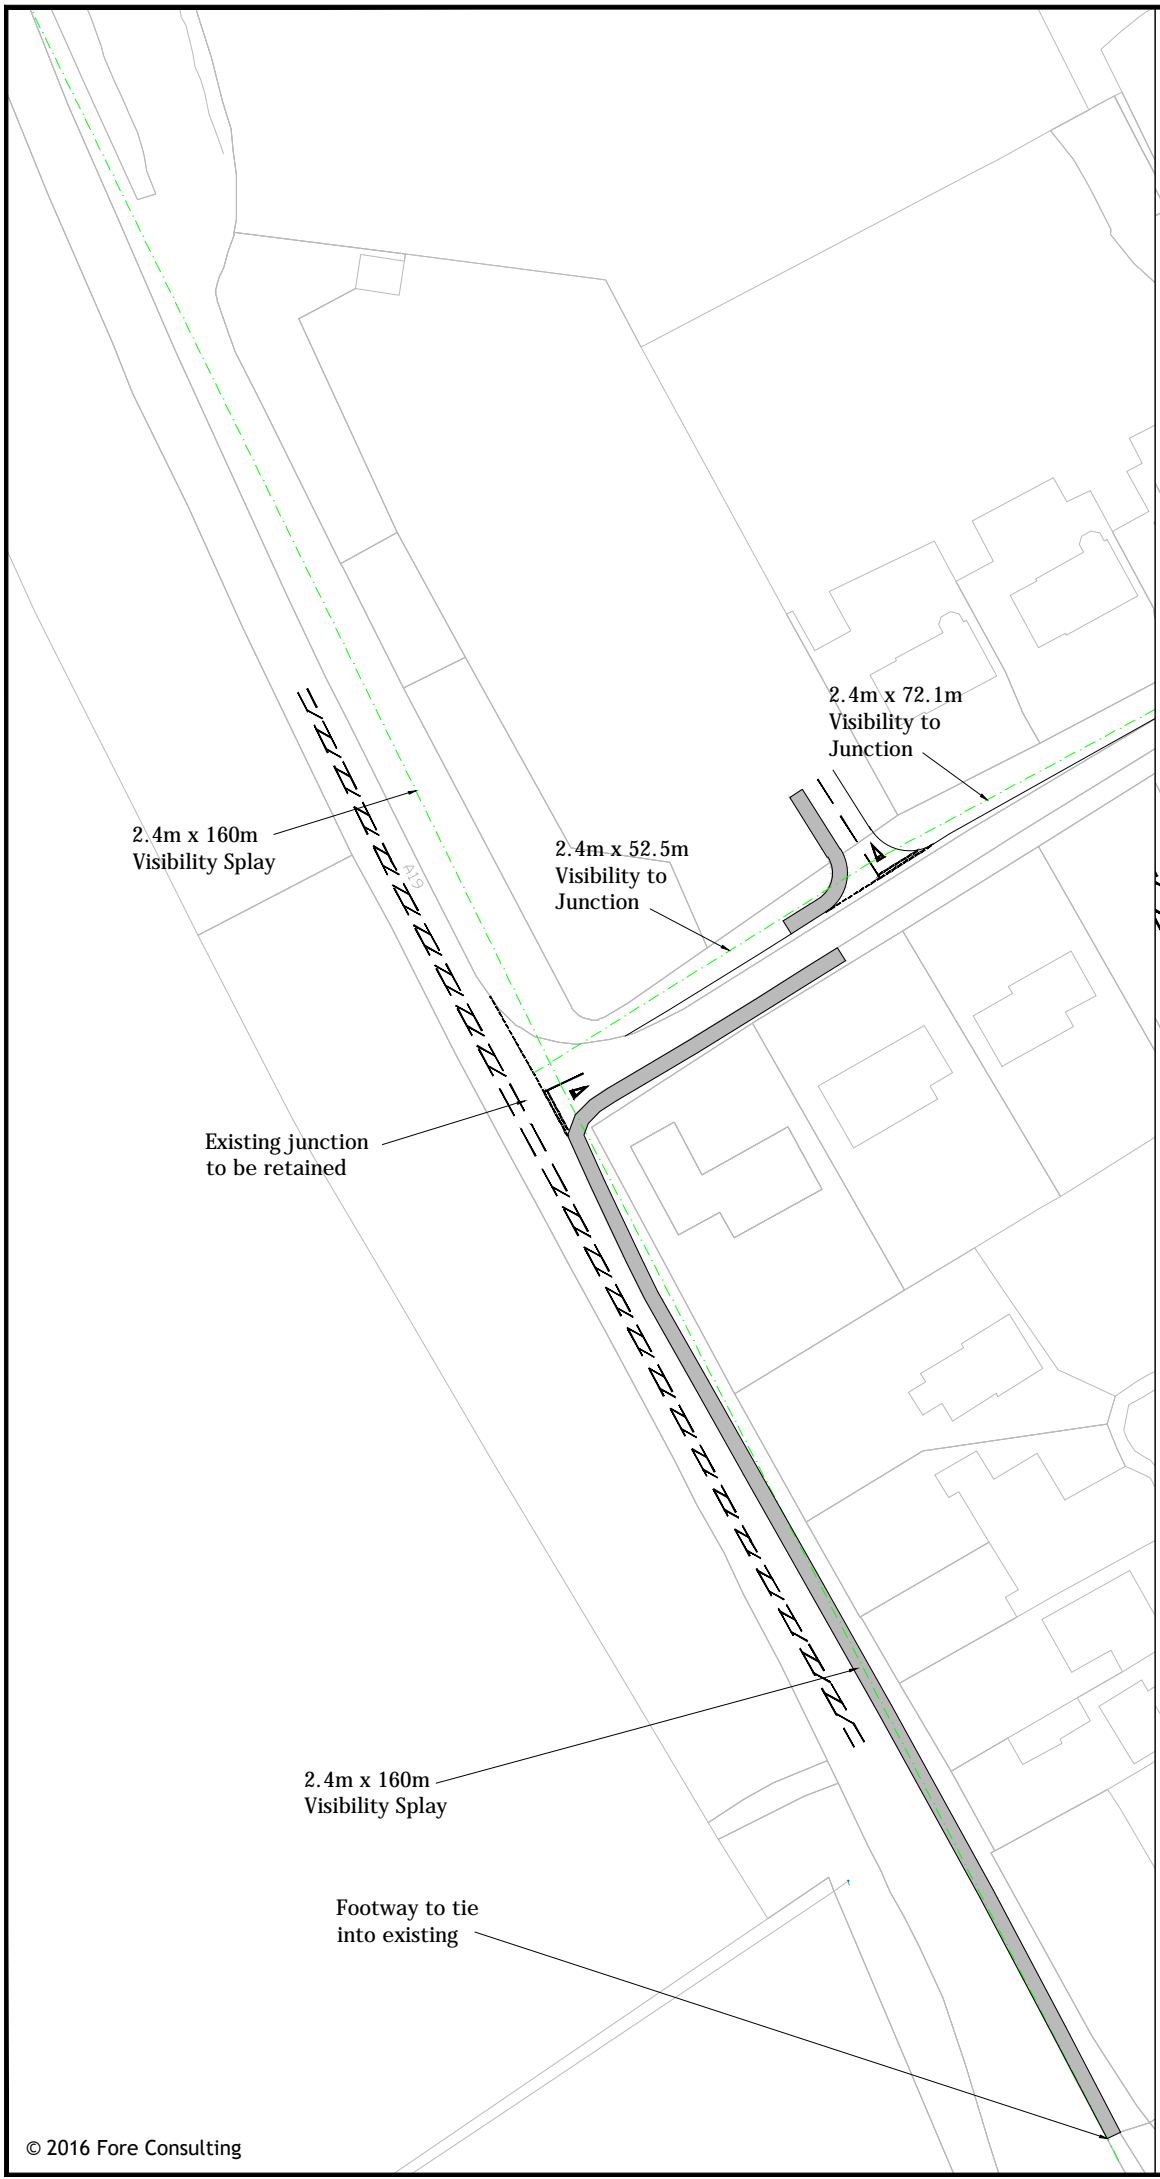 2.4m x 72.1m
Visibility to
Junction
2.4m x 160m
Visibility Splay
A19
2.4m x 52.5m
Visibility to
Junction
Existing junction
to be retained
2.4m x 160m
Visibility Splay
Footway to tie
into existing
© 2016 Fore Consulting